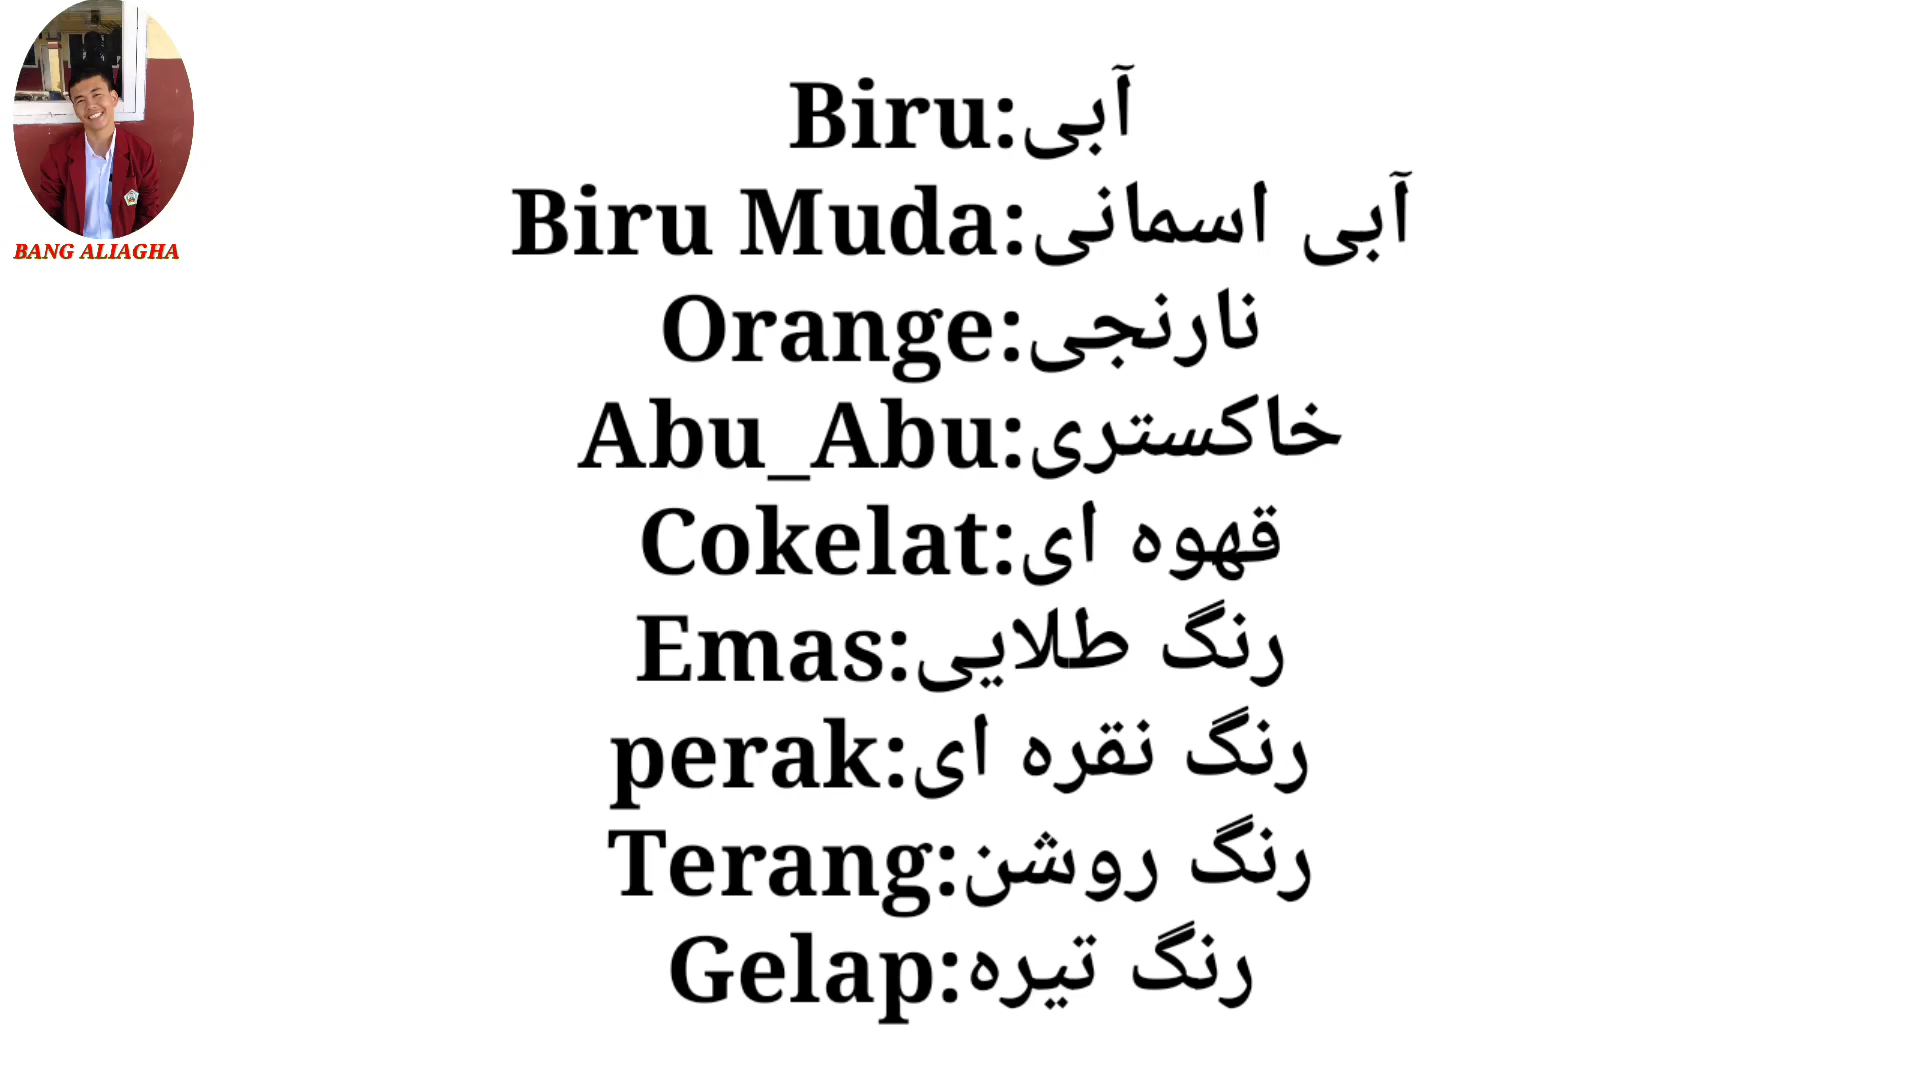 BANG ALIAGHA
Biru:آبی
Biru Muda:آبی اسمانی
Orange:نارنجی
Abu_Abu:خاکستری
Cokelat:قهوه ای
Emas:رنگ طلایی
perak:رنگ نقره ای
Terang:رنگ روشن
Gelap:رنگ تیره